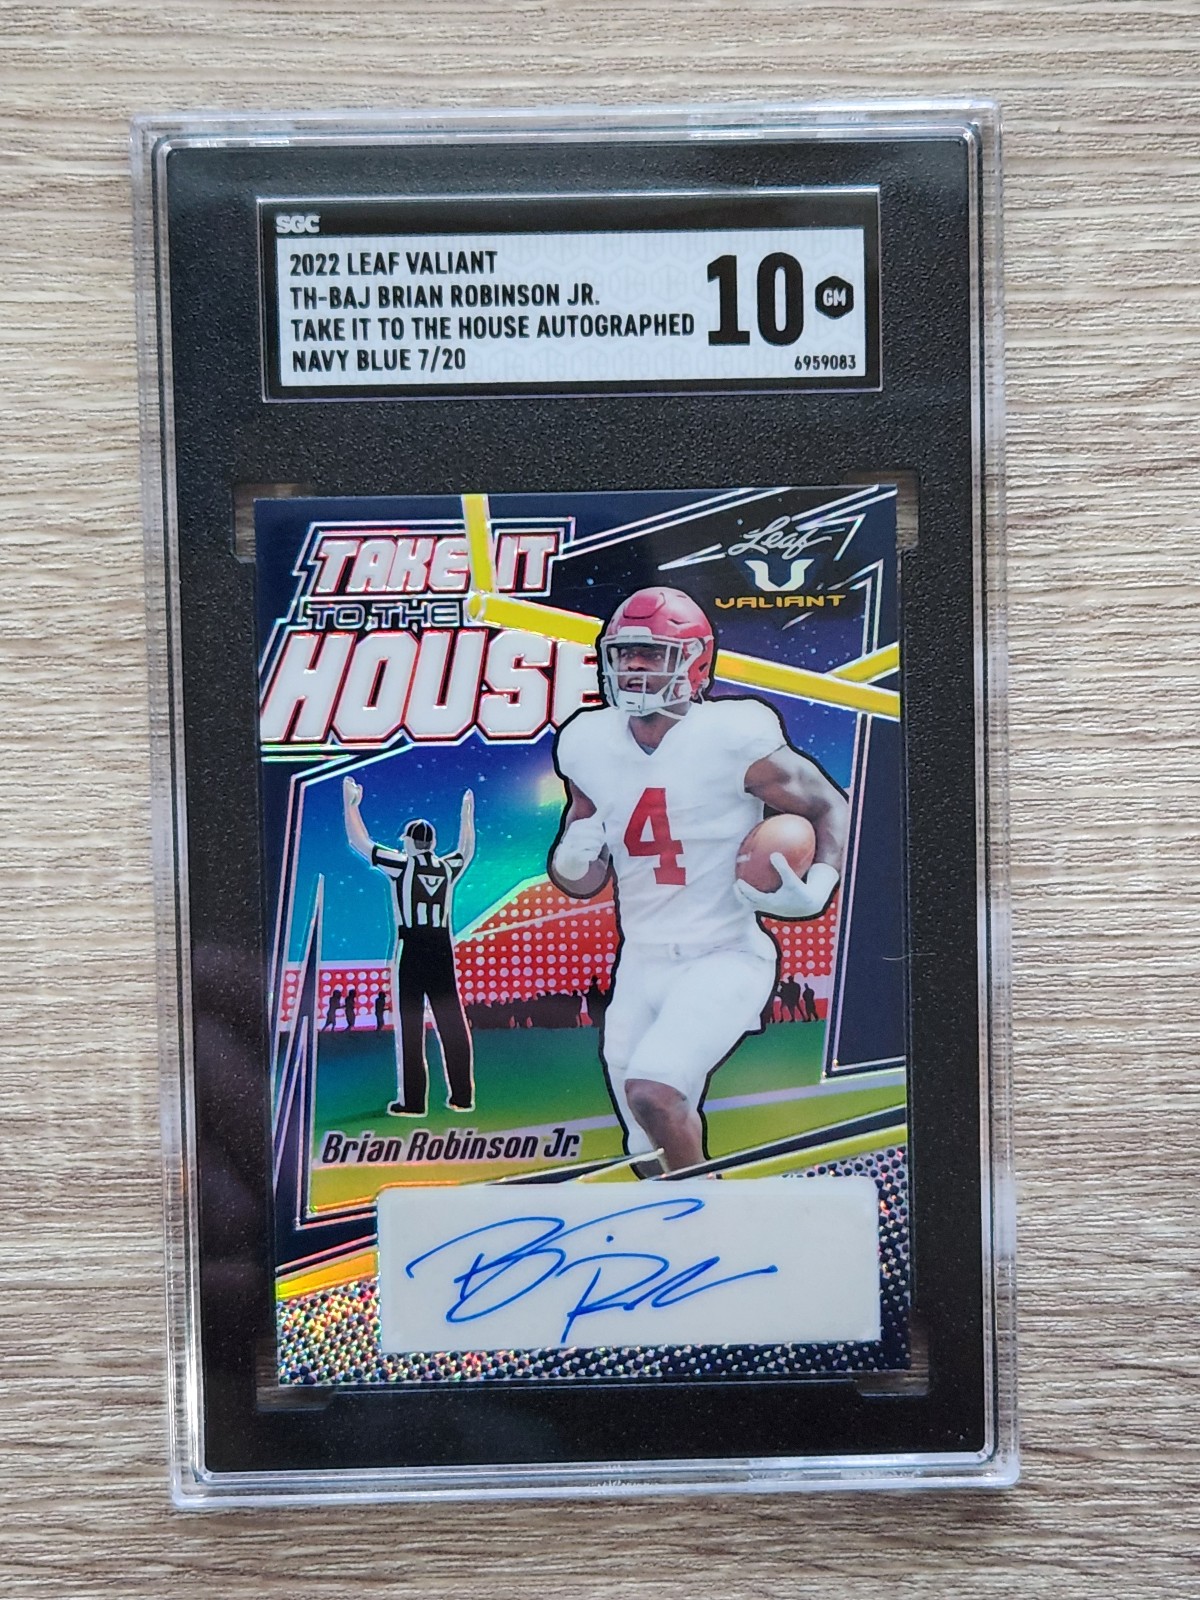 SGC
2022 LEAF VALIANT
TH-BAJ BRIAN ROBINSON JR.
TAKE IT TO THE HOUSE AUTOGRAPHED
NAVY BLUE 7/20
10
GM
6959083
TAKE IT
TO THE
HOUSE
Leaf
VALIANT
4
Brian Robinson Jr.